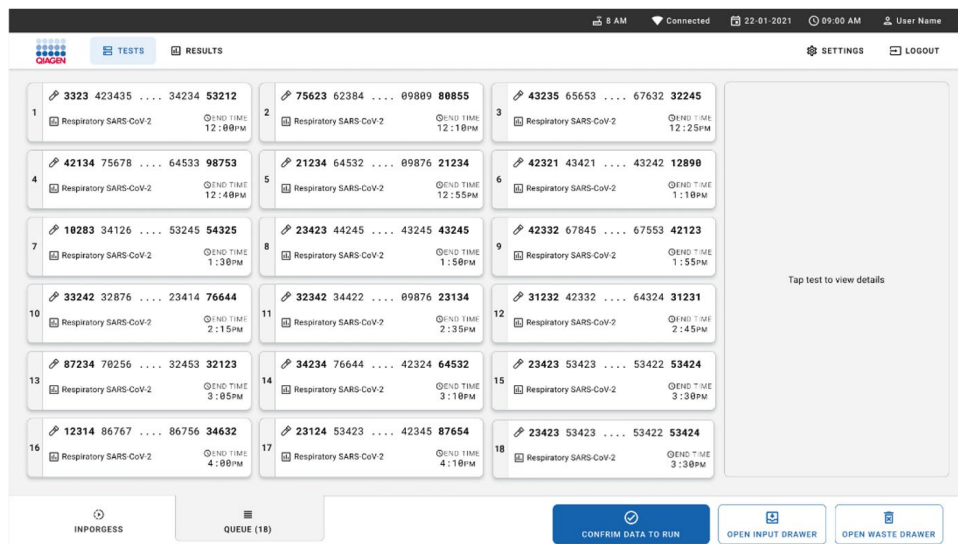 8 AM Connected 22-01-2021 09:00 AM User Name
QIAGEN TESTS RESULTS SETTINGS LOGOUT
1 3323 423435 .... 34234 53212
Respiratory SARS-CoV-2 END TIME 12:00PM
2 75623 62384 .... 09809 80855
Respiratory SARS-CoV-2 END TIME 12:10PM
3 43235 65653 .... 67632 32245
Respiratory SARS-CoV-2 END TIME 12:25PM
4 42134 75678 .... 64533 98753
Respiratory SARS-CoV-2 END TIME 12:40PM
5 21234 64532 .... 09876 21234
Respiratory SARS-CoV-2 END TIME 12:55PM
6 42321 43421 .... 43242 12890
Respiratory SARS-CoV-2 END TIME 1:10PM
7 10283 34126 .... 53245 54325
Respiratory SARS-CoV-2 END TIME 1:30PM
8 23423 44245 .... 43245 43245
Respiratory SARS-CoV-2 END TIME 1:50PM
9 42332 67845 .... 67553 42123
Respiratory SARS-CoV-2 END TIME 1:55PM
10 33242 32876 .... 23414 76644
Respiratory SARS-CoV-2 END TIME 2:15PM
11 32342 34422 .... 09876 23134
Respiratory SARS-CoV-2 END TIME 2:35PM
12 31232 42332 .... 64324 31231
Respiratory SARS-CoV-2 END TIME 2:45PM
13 87234 70256 .... 32453 32123
Respiratory SARS-CoV-2 END TIME 3:05PM
14 34234 76644 .... 42324 64532
Respiratory SARS-CoV-2 END TIME 3:10PM
15 23423 53423 .... 53422 53424
Respiratory SARS-CoV-2 END TIME 3:30PM
16 12314 86767 .... 86756 34632
Respiratory SARS-CoV-2 END TIME 4:00PM
17 23124 53423 .... 42345 87654
Respiratory SARS-CoV-2 END TIME 4:10PM
18 23423 53423 .... 53422 53424
Respiratory SARS-CoV-2 END TIME 3:30PM
Tap test to view details
INPORGESS QUEUE (18) CONFRIM DATA TO RUN OPEN INPUT DRAWER OPEN WASTE DRAWER